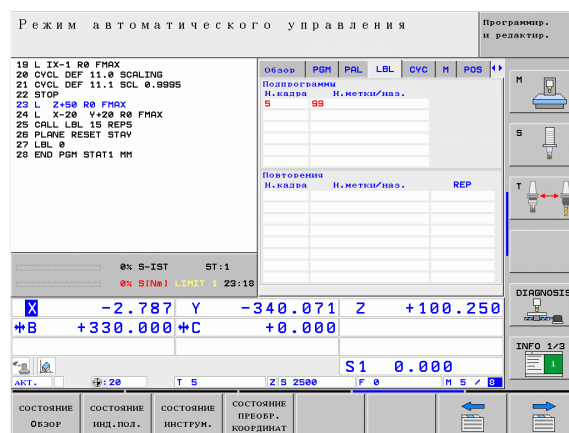 Режим автоматического управления
Программир.
и редактир.
19 L IX-1 R0 FMAX
20 CYCL DEF 11.0 SCALING
21 CYCL DEF 11.1 SCL 0.9995
22 STOP
23 L Z+50 R0 FMAX
24 L X-20 Y+20 R0 FMAX
25 CALL LBL 15 REP5
26 PLANE RESET STAY
27 LBL 0
28 END PGM STAT1 MM
Обзор PGM PAL LBL CYC M POS
Подпрограммы
Н.кадра Н.метки/наз.
5 99
Повторения
Н.кадра Н.метки/наз. REP
0% S-IST ST:1
0% S[Nm] LIMIT 1 23:18
X -2.787 Y -340.071 Z +100.250
B +330.000 C +0.000
S1 0.000
АКТ. :20 T 5 Z S 2500 F 0 M 5 / 8
M
S
T
DIAGNOSIS
INFO 1/3
1
СОСТОЯНИЕ
ОБЗОР
СОСТОЯНИЕ
ИНД.ПОЛ.
СОСТОЯНИЕ
ИНСТРУМ.
СОСТОЯНИЕ
ПРЕОБР.
КООРДИНАТ